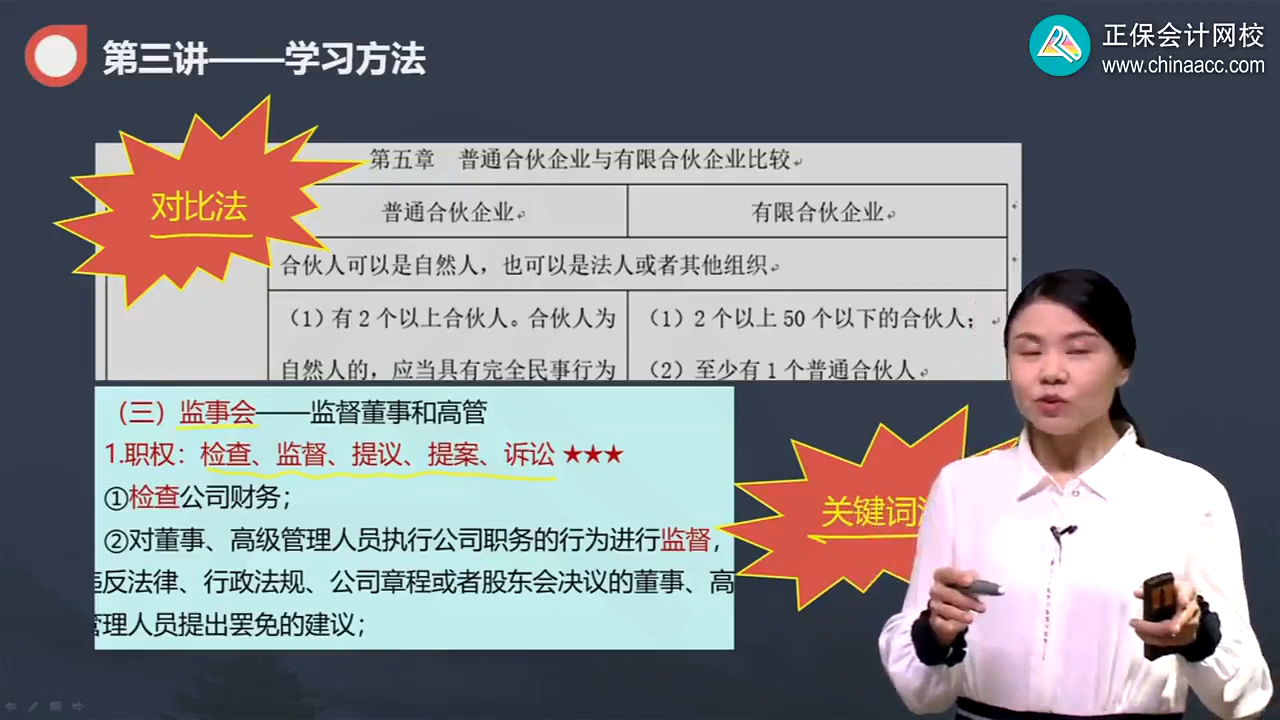 第三讲——学习方法
正保会计网校
www.chinaacc.com
对比法
第五章 普通合伙企业与有限合伙企业比较
普通合伙企业
有限合伙企业
合伙人可以是自然人，也可以是法人或者其他组织
（1）有 2 个以上合伙人。合伙人为
自然人的，应当具有完全民事行为
（1）2 个以上 50 个以下的合伙人；
（2）至少有 1 个普通合伙人
（三）监事会——监督董事和高管
1.职权：检查、监督、提议、提案、诉讼 ★★★
①检查公司财务；
②对董事、高级管理人员执行公司职务的行为进行监督，
违反法律、行政法规、公司章程或者股东会决议的董事、高
管理人员提出罢免的建议；
关键词